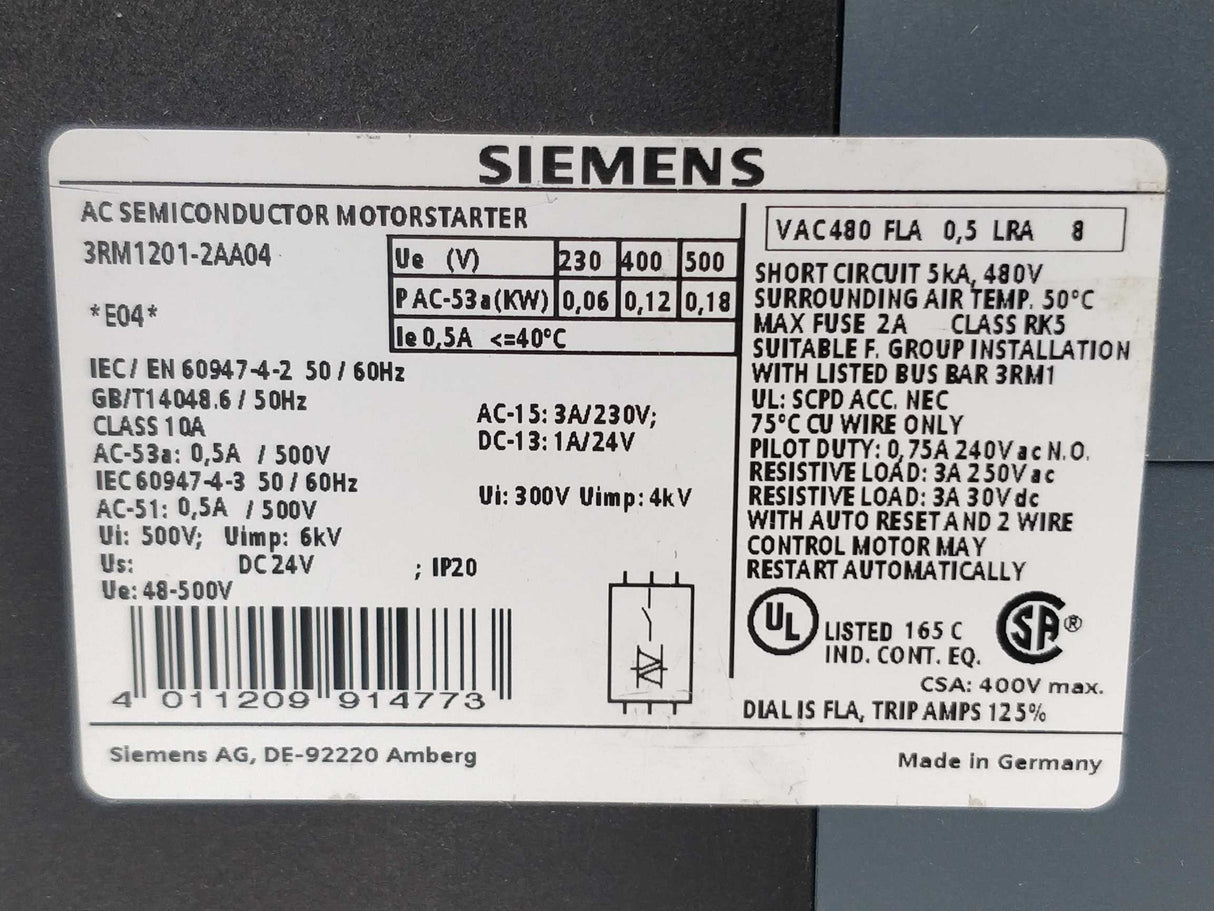 SIEMENS
AC SEMICONDUCTOR MOTORSTARTER
3RM1201-2AA04
*E04*
Ue (V) 230 400 500
P AC-53a(KW) 0,06 0,12 0,18
Ie 0,5A <=40°C
IEC/ EN 60947-4-2 50 / 60Hz
GB/T14048.6 / 50Hz
CLASS 10A
AC-53a: 0,5A / 500V
IEC 60947-4-3 50 / 60Hz
AC-51: 0,5A / 500V
Ui: 500V; Uimp: 6kV
Us: DC 24V ; IP20
Ue: 48-500V
AC-15: 3A/230V;
DC-13: 1A/24V
Ui: 300V Uimp: 4kV
4 011209 914773
VAC480 FLA 0,5 LRA 8
SHORT CIRCUIT 5kA, 480V
SURROUNDING AIR TEMP. 50°C
MAX FUSE 2A CLASS RK5
SUITABLE F. GROUP INSTALLATION
WITH LISTED BUS BAR 3RM1
UL: SCPD ACC. NEC
75°C CU WIRE ONLY
PILOT DUTY: 0,75A 240V ac N.O.
RESISTIVE LOAD: 3A 250V ac
RESISTIVE LOAD: 3A 30V dc
WITH AUTO RESET AND 2 WIRE
CONTROL MOTOR MAY
RESTART AUTOMATICALLY
UL LISTED 165 C
IND. CONT. EQ.
SA ®
CSA: 400V max.
DIAL IS FLA, TRIP AMPS 125%
Siemens AG, DE-92220 Amberg
Made in Germany